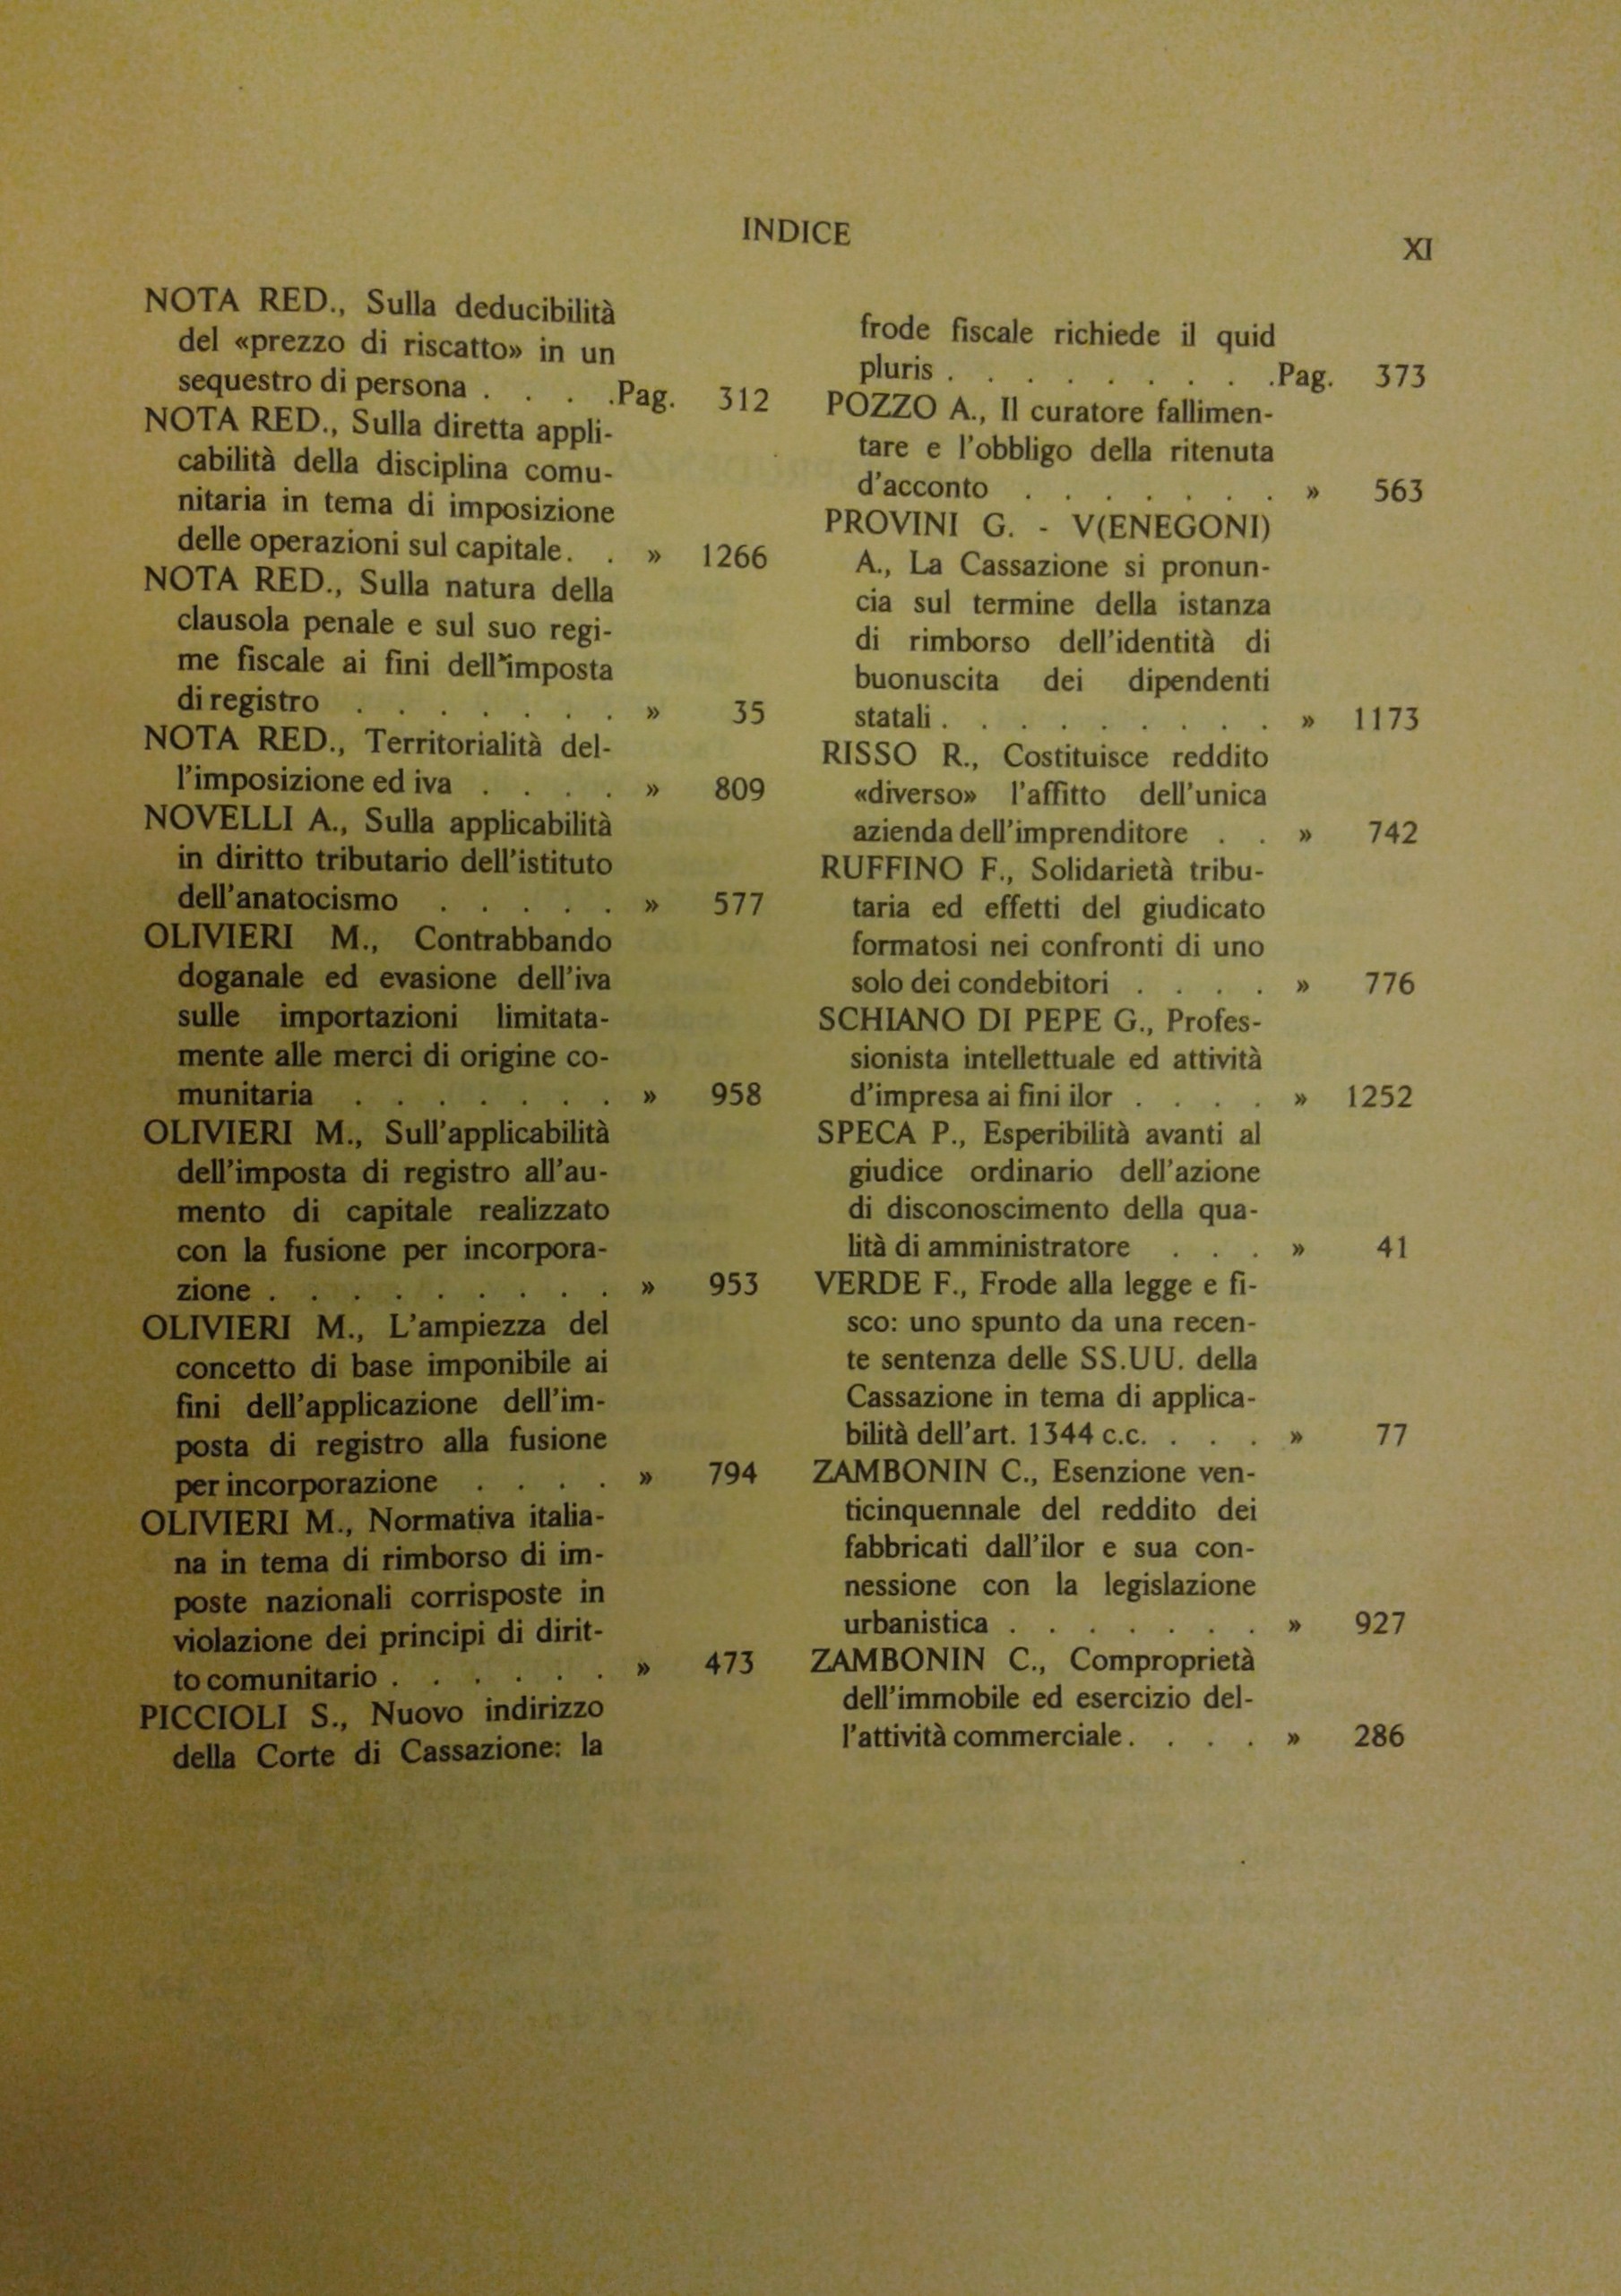 INDICE
XI
NOTA RED., Sulla deducibilità
del «prezzo di riscatto» in un
sequestro di persona . . . .Pag. 312
NOTA RED., Sulla diretta appli-
cabilità della disciplina comu-
nitaria in tema di imposizione
delle operazioni sul capitale. . » 1266
NOTA RED., Sulla natura della
clausola penale e sul suo regi-
me fiscale ai fini dell'imposta
di registro . . . . . . . » 35
NOTA RED., Territorialità del-
l'imposizione ed iva . . . . » 809
NOVELLI A., Sulla applicabilità
in diritto tributario dell'istituto
dell'anatocismo . . . . . » 577
OLIVIERI M., Contrabbando
doganale ed evasione dell'iva
sulle importazioni limitata-
mente alle merci di origine co-
munitaria . . . . . . . » 958
OLIVIERI M., Sull'applicabilità
dell'imposta di registro all'au-
mento di capitale realizzato
con la fusione per incorpora-
zione . . . . . . . . . » 953
OLIVIERI M., L'ampiezza del
concetto di base imponibile ai
fini dell'applicazione dell'im-
posta di registro alla fusione
per incorporazione . . . . » 794
OLIVIERI M., Normativa italia-
na in tema di rimborso di im-
poste nazionali corrisposte in
violazione dei principi di dirit-
to comunitario . . . . . . » 473
PICCIOLI S., Nuovo indirizzo
della Corte di Cassazione: la
frode fiscale richiede il quid
pluris . . . . . . . . .Pag. 373
POZZO A., Il curatore fallimen-
tare e l'obbligo della ritenuta
d'acconto . . . . . . . » 563
PROVINI G. - V(ENEGONI)
A., La Cassazione si pronun-
cia sul termine della istanza
di rimborso dell'identità di
buonuscita dei dipendenti
statali . . . . . . . . . » 1173
RISSO R., Costituisce reddito
«diverso» l'affitto dell'unica
azienda dell'imprenditore . . » 742
RUFFINO F., Solidarietà tribu-
taria ed effetti del giudicato
formatosi nei confronti di uno
solo dei condebitori . . . . » 776
SCHIANO DI PEPE G., Profes-
sionista intellettuale ed attività
d'impresa ai fini ilor . . . . » 1252
SPECA P., Esperibilità avanti al
giudice ordinario dell'azione
di disconoscimento della qua-
lità di amministratore . . . » 41
VERDE F., Frode alla legge e fi-
sco: uno spunto da una recen-
te sentenza delle SS.UU. della
Cassazione in tema di applica-
bilità dell'art. 1344 c.c. . . . » 77
ZAMBONIN C., Esenzione ven-
ticinquennale del reddito dei
fabbricati dall'ilor e sua con-
nessione con la legislazione
urbanistica . . . . . . . » 927
ZAMBONIN C., Comproprietà
dell'immobile ed esercizio del-
l'attività commerciale. . . . » 286